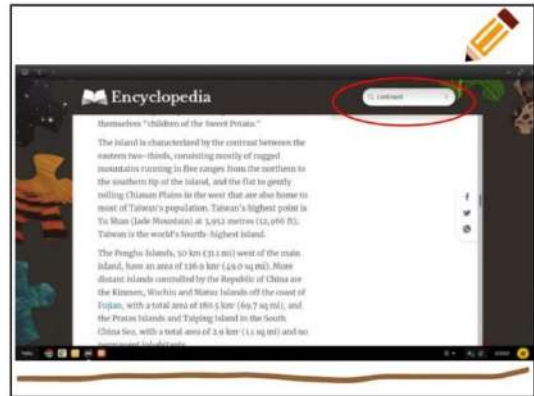 Encyclopedia
continent
themselves "children of the Sweet Potato."
The island is characterized by the contrast between the
eastern two-thirds, consisting mostly of rugged
mountains running in five ranges from the northern to
the southern tip of the island, and the flat to gently
rolling Chianan Plains in the west that are also home to
most of Taiwan's population. Taiwan's highest point is
Yu Shan (Jade Mountain) at 3,952 metres (12,966 ft);
Taiwan is the world's fourth-highest island.
The Penghu Islands, 50 km (31.1 mi) west of the main
island, have an area of 126.9 km² (49.0 sq mi). More
distant islands controlled by the Republic of China are
the Kinmen, Wuchiu and Matsu Islands off the coast of
Fujian, with a total area of 180.5 km² (69.7 sq mi); and
the Pratas Islands and Taiping Island in the South
China Sea, with a total area of 2.9 km² (1.1 sq mi) and no
permanent inhabitants.